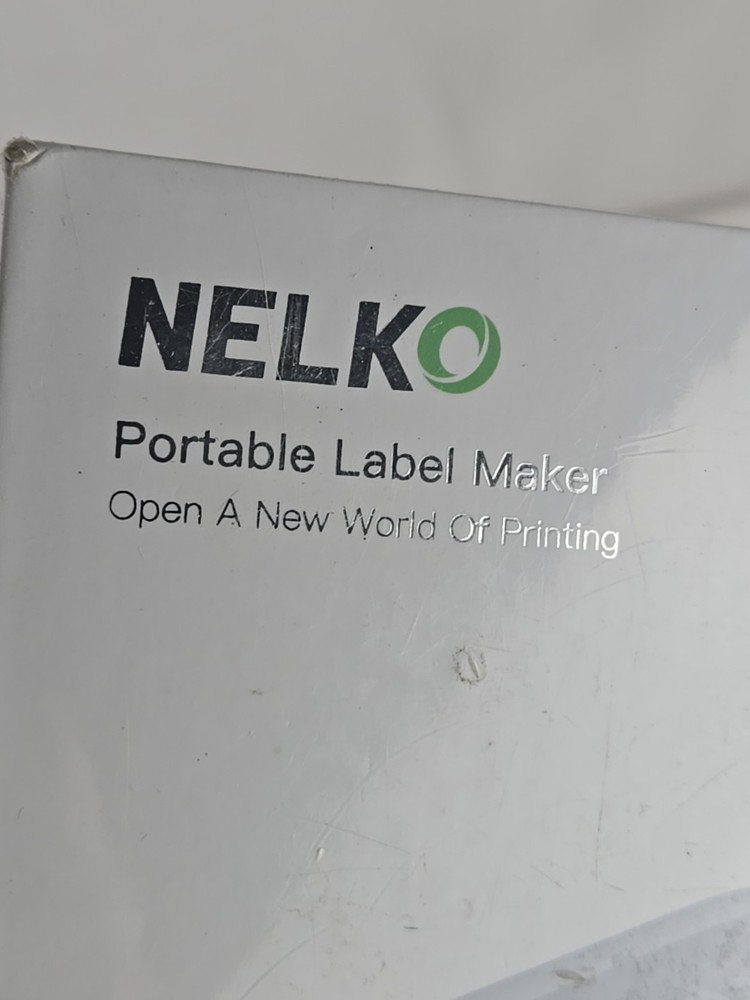 NELKO
Portable Label Maker
Open A New World Of Printing